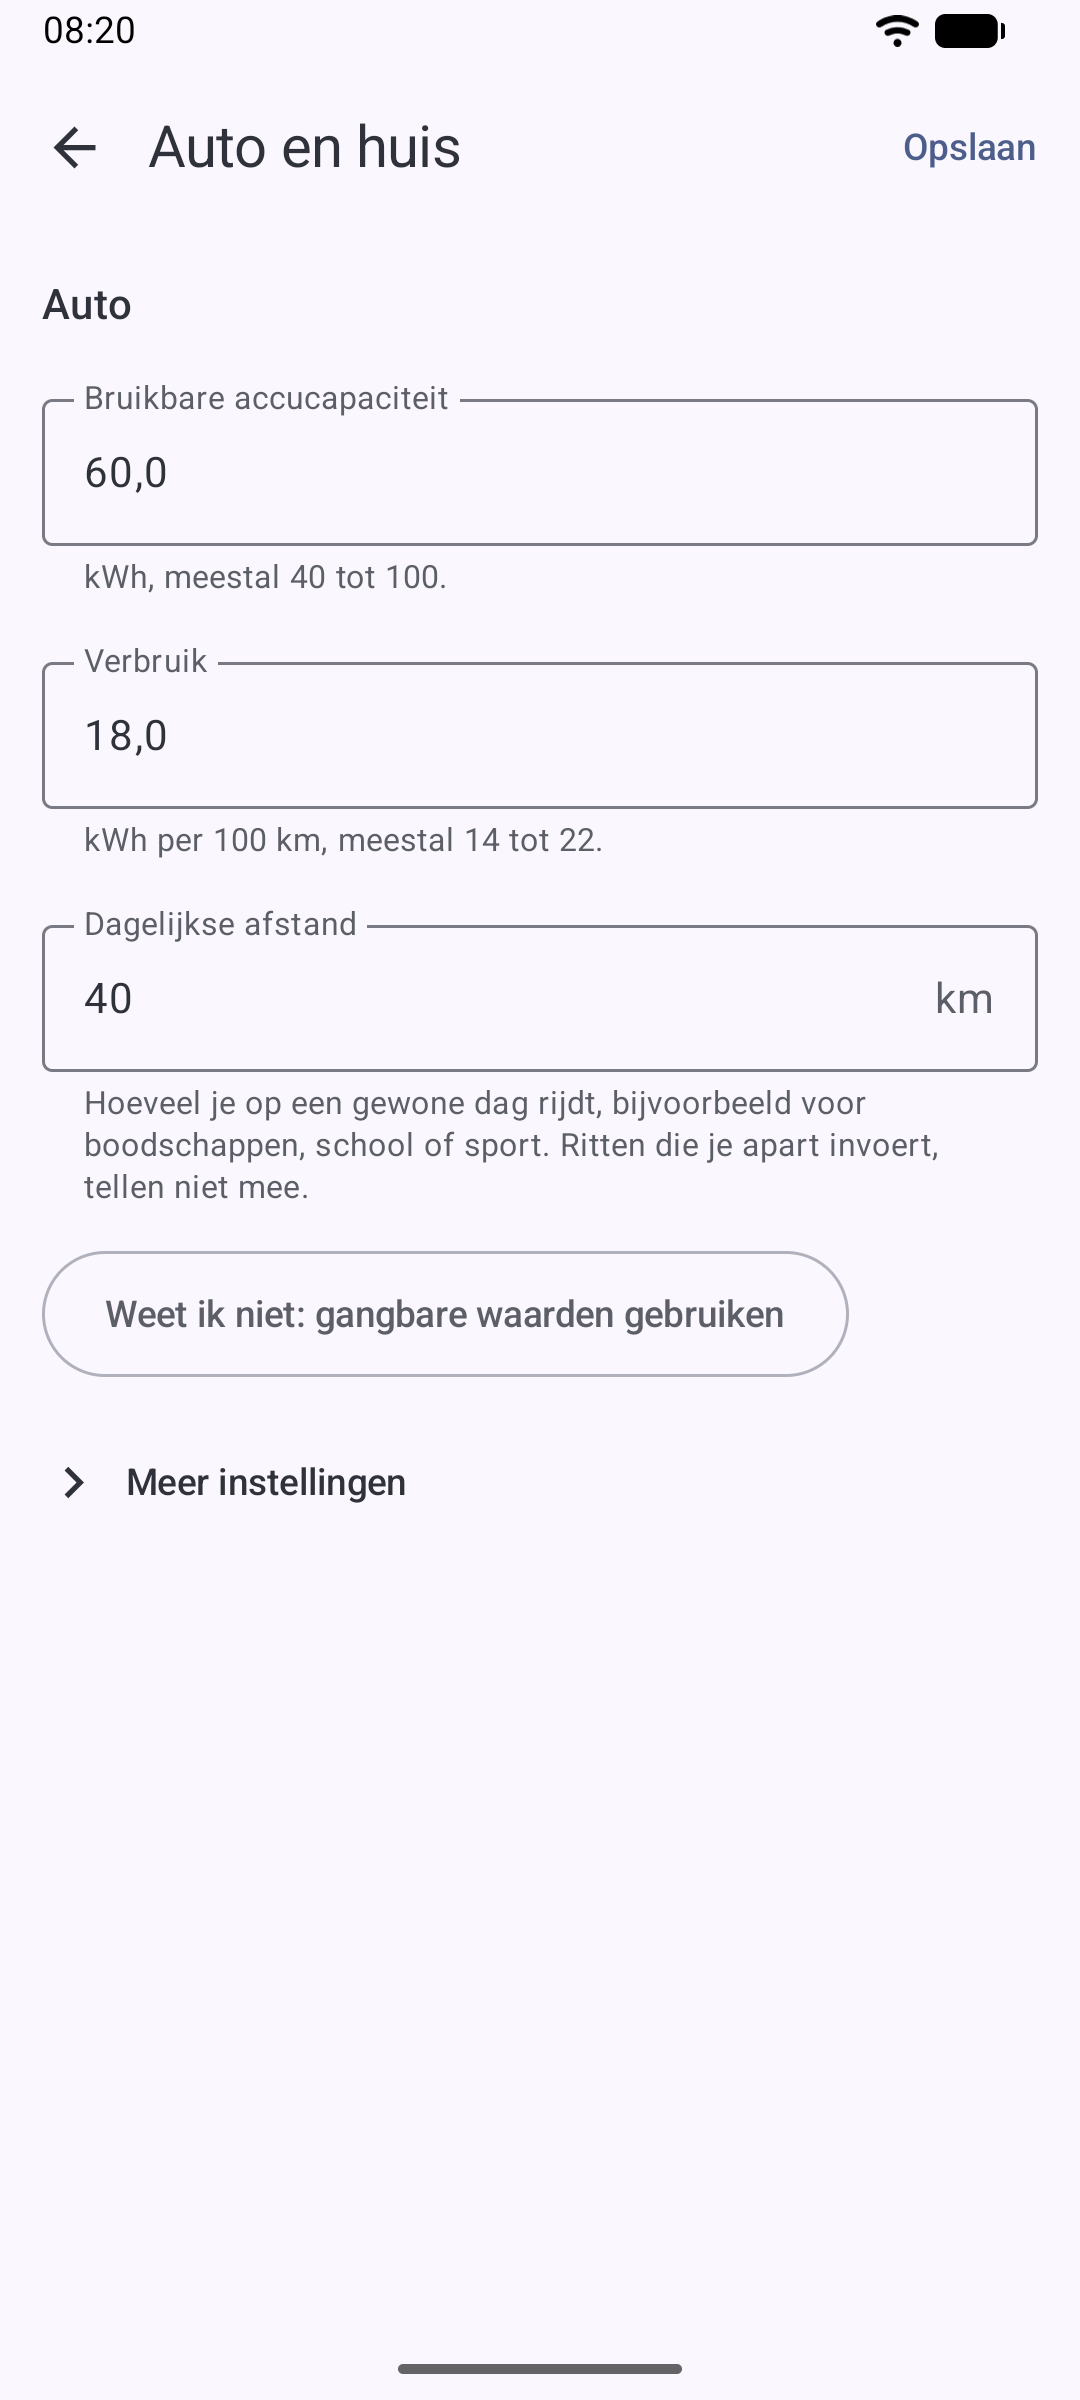 08:20
Auto en huis
Opslaan
Auto
Bruikbare accucapaciteit
60,0
kWh, meestal 40 tot 100.
Verbruik
18,0
kWh per 100 km, meestal 14 tot 22.
Dagelijkse afstand
40 km
Hoeveel je op een gewone dag rijdt, bijvoorbeeld voor
boodschappen, school of sport. Ritten die je apart invoert,
tellen niet mee.
Weet ik niet: gangbare waarden gebruiken
Meer instellingen